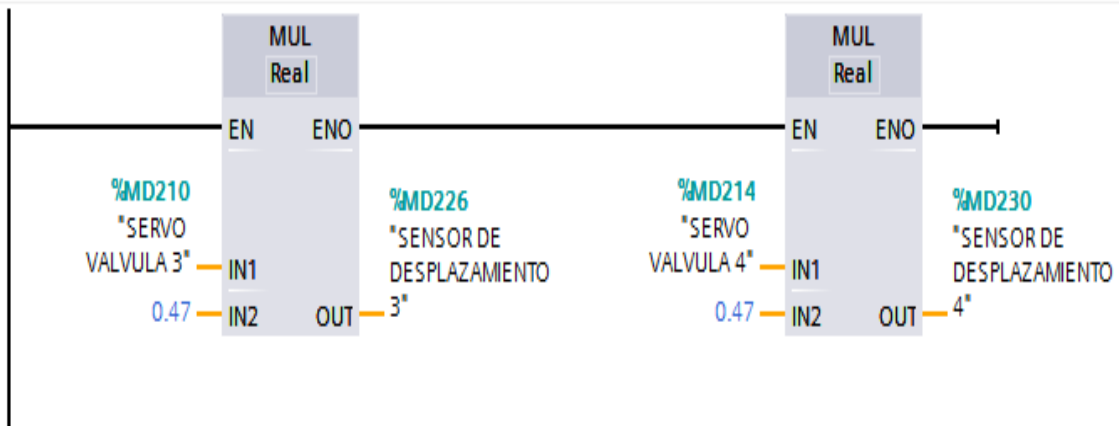 MUL
Real
EN ENO
%MD210
"SERVO
VALVULA 3"
IN1
0.47
IN2
OUT
%MD226
"SENSOR DE
DESPLAZAMIENTO
3"
MUL
Real
EN ENO
%MD214
"SERVO
VALVULA 4"
IN1
0.47
IN2
OUT
%MD230
"SENSOR DE
DESPLAZAMIENTO
4"